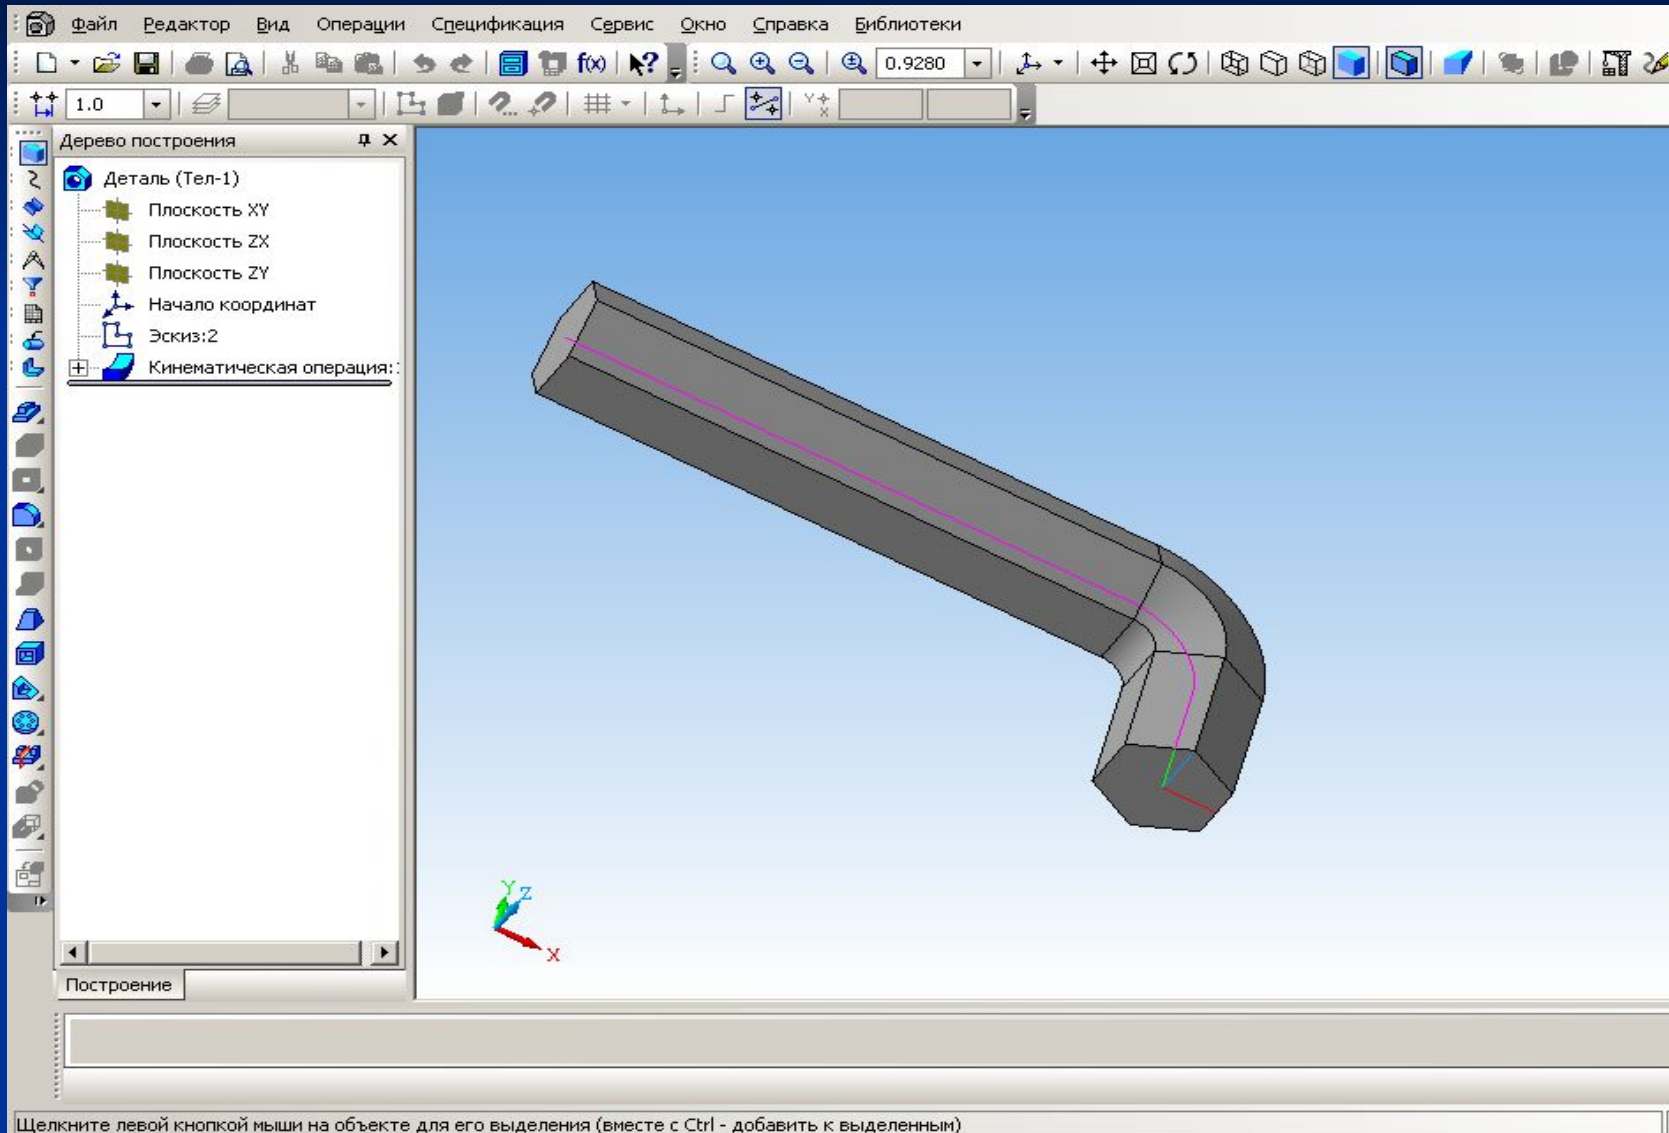 Файл Редактор Вид Операции Спецификация Сервис Окно Справка Библиотеки
f(x) 0.9280
1.0
Дерево построения
Деталь (Тел-1)
Плоскость XY
Плоскость ZX
Плоскость ZY
Начало координат
Эскиз:2
Кинематическая операция:
Y Z
X
Построение
Щелкните левой кнопкой мыши на объекте для его выделения (вместе с Ctrl - добавить к выделенным)